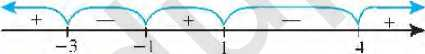 + − + − +
−3 −1 1 4